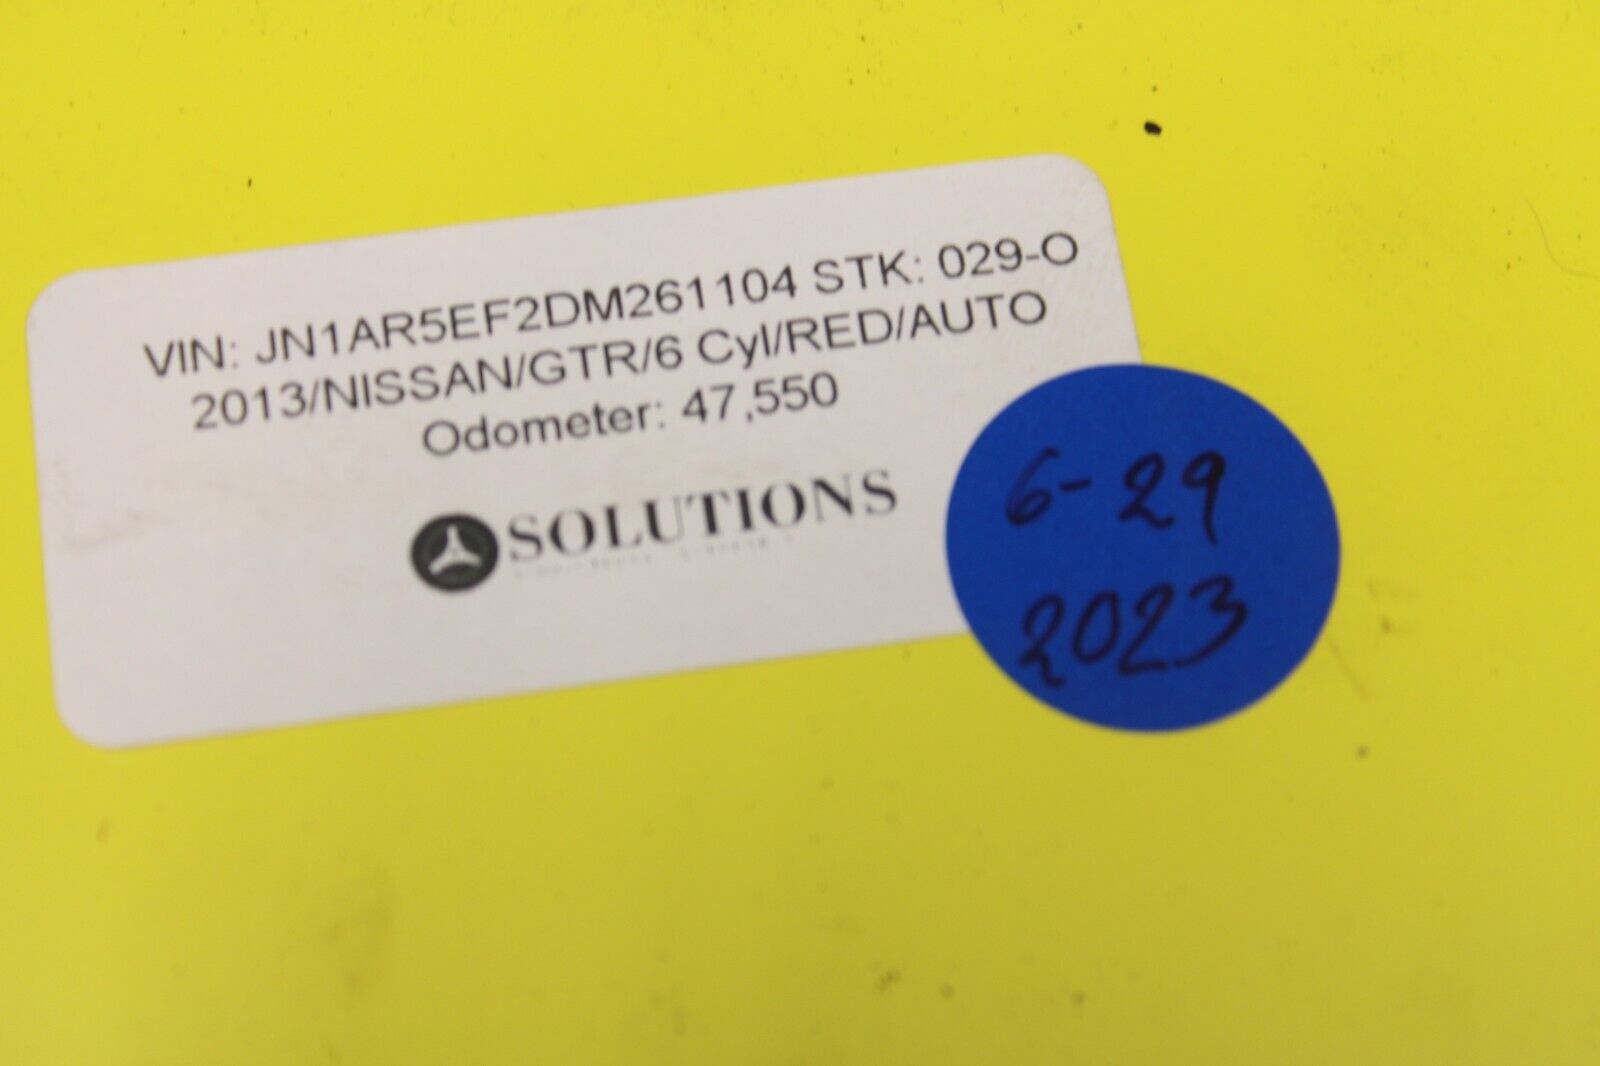 VIN: JN1AR5EF2DM261104 STK: 029-O
2013/NISSAN/GTR/6 Cyl/RED/AUTO
Odometer: 47,550
SOLUTIONS
6-29
2023